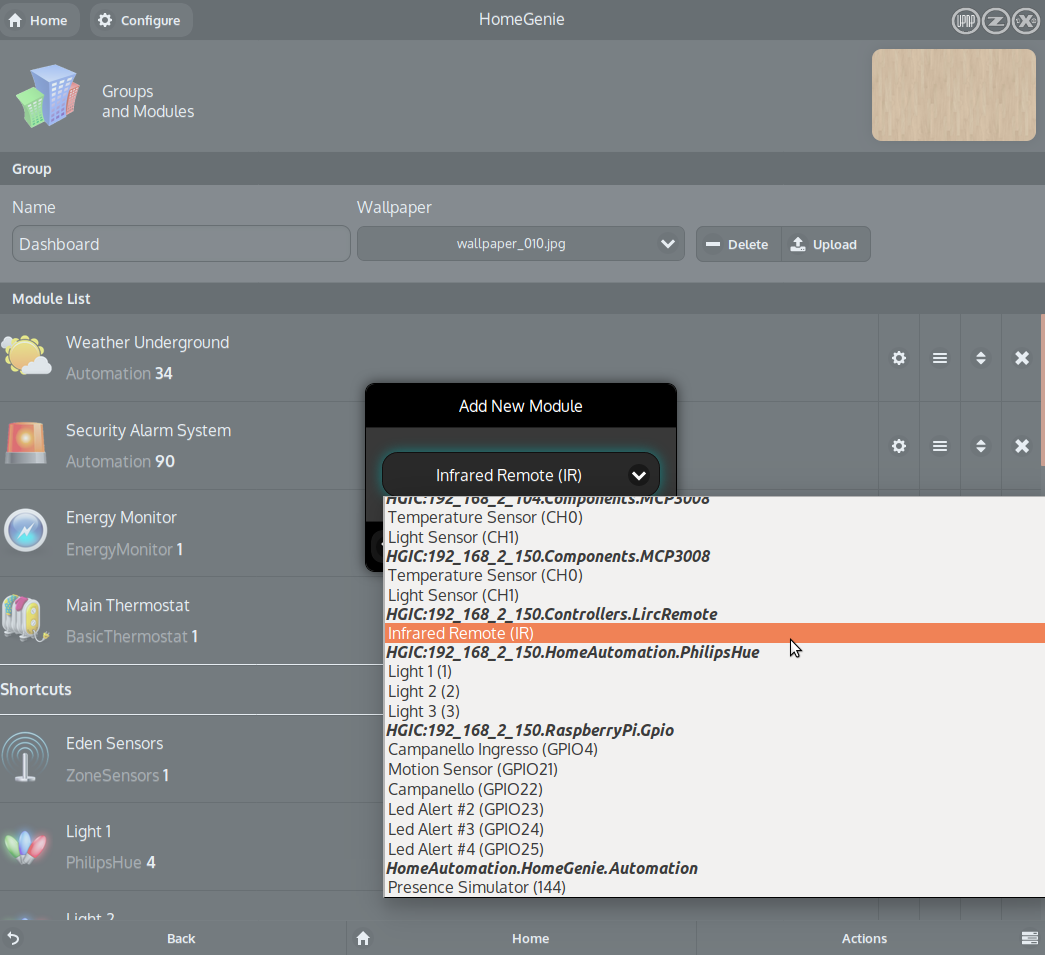 Home
Configure
HomeGenie
UPNP
Z
X
Groups
and Modules
Group
Name
Wallpaper
Dashboard
wallpaper_010.jpg
Delete
Upload
Module List
Weather Underground
Automation 34
Security Alarm System
Automation 90
Energy Monitor
EnergyMonitor 1
Main Thermostat
BasicThermostat 1
Shortcuts
Eden Sensors
ZoneSensors 1
Light 1
PhilipsHue 4
Light 2
Add New Module
Infrared Remote (IR)
HGIC:192_168_2_104.Components.MCP3008
Temperature Sensor (CH0)
Light Sensor (CH1)
HGIC:192_168_2_150.Components.MCP3008
Temperature Sensor (CH0)
Light Sensor (CH1)
HGIC:192_168_2_150.Controllers.LircRemote
Infrared Remote (IR)
HGIC:192_168_2_150.HomeAutomation.PhilipsHue
Light 1 (1)
Light 2 (2)
Light 3 (3)
HGIC:192_168_2_150.RaspberryPi.Gpio
Campanello Ingresso (GPIO4)
Motion Sensor (GPIO21)
Campanello (GPIO22)
Led Alert #2 (GPIO23)
Led Alert #3 (GPIO24)
Led Alert #4 (GPIO25)
HomeAutomation.HomeGenie.Automation
Presence Simulator (144)
Back
Home
Actions